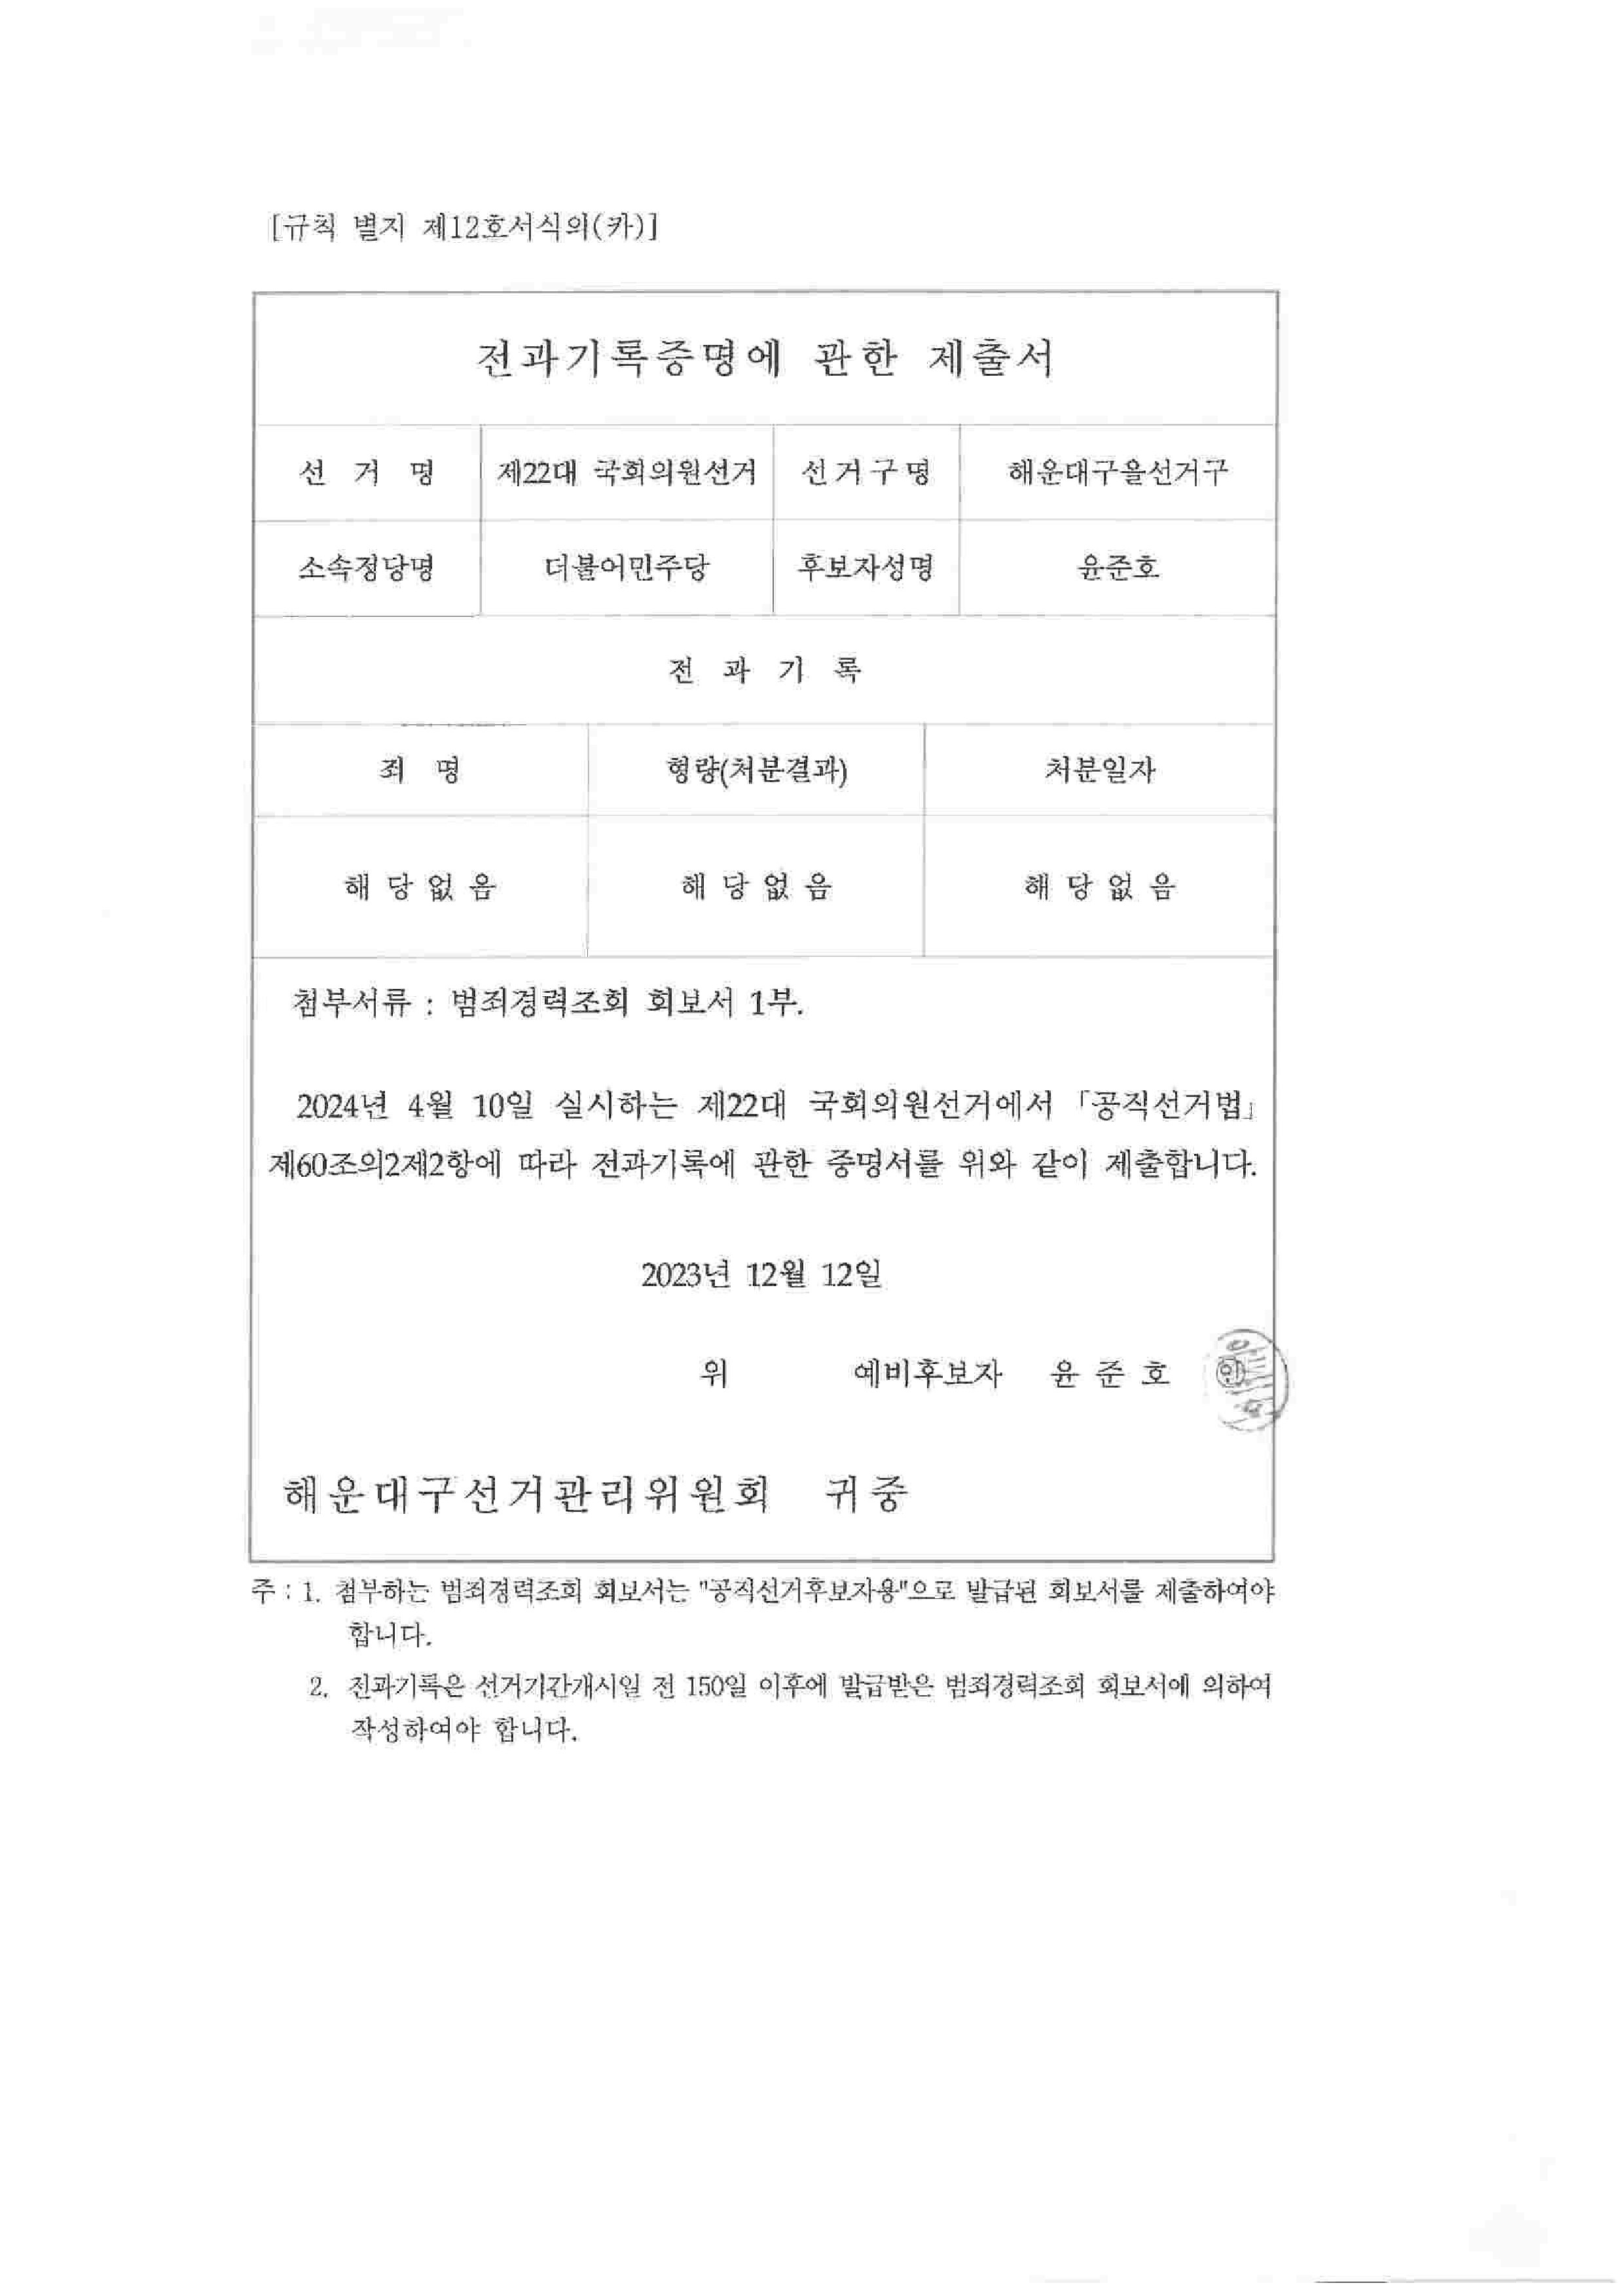 [규칙 별지 제12호서식의(카)]
전과기록증명에 관한 제출서
선 거 명 제22대 국회의원선거 선거구명 해운대구을선거구
소속정당명 더불어민주당 후보자성명 윤준호
전 과 기 록
죄 명 형량(처분결과) 처분일자
해 당 없 음 해 당 없 음 해 당 없 음
첨부서류 : 범죄경력조회 회보서 1부.
2024년 4월 10일 실시하는 제22대 국회의원선거에서 「공직선거법」
제60조의2제2항에 따라 전과기록에 관한 증명서를 위와 같이 제출합니다.
2023년 12월 12일
위 예비후보자 윤 준 호 ㊞
해운대구선거관리위원회 귀중
주 : 1. 첨부하는 범죄경력조회 회보서는 "공직선거후보자용"으로 발급된 회보서를 제출하여야
합니다.
2. 전과기록은 선거기간개시일 전 150일 이후에 발급받은 범죄경력조회 회보서에 의하여
작성하여야 합니다.